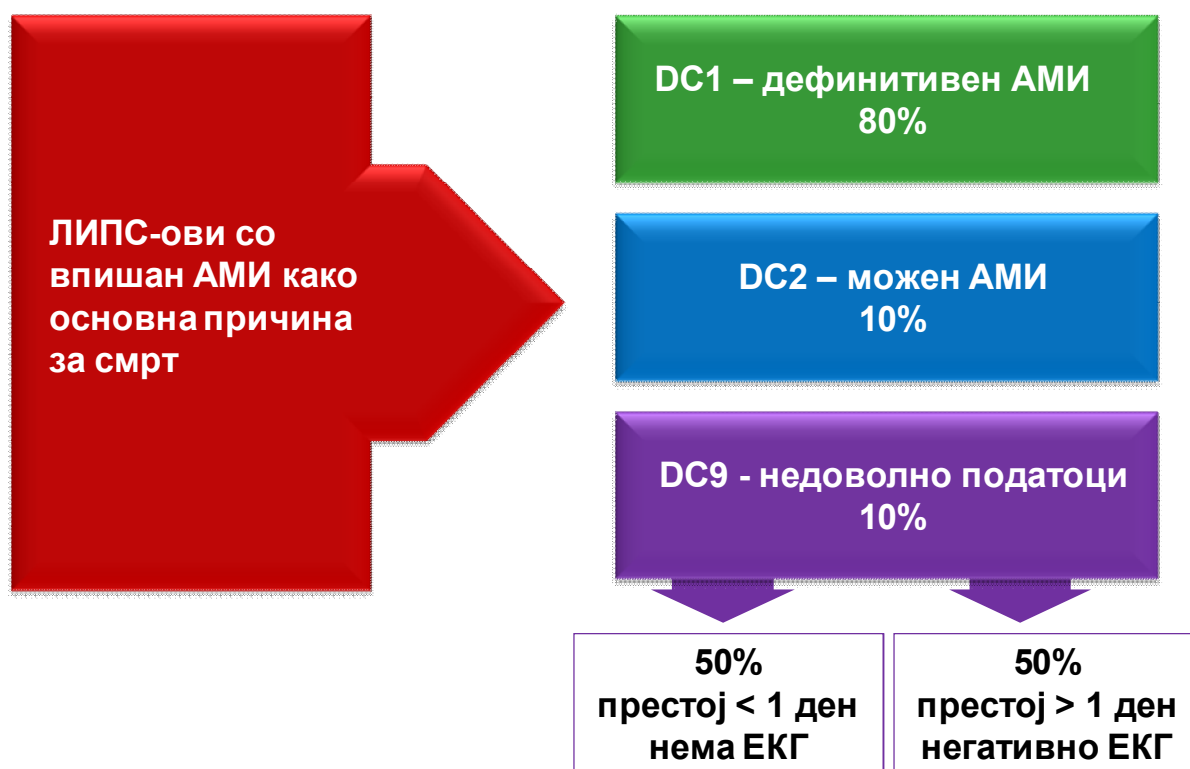 ЛИПС-ови со
впишан АМИ како
основна причина
за смрт
DC1 – дефинитивен АМИ
80%
DC2 – можен АМИ
10%
DC9 - недоволно податоци
10%
50%
престој < 1 ден
нема ЕКГ
50%
престој > 1 ден
негативно ЕКГ